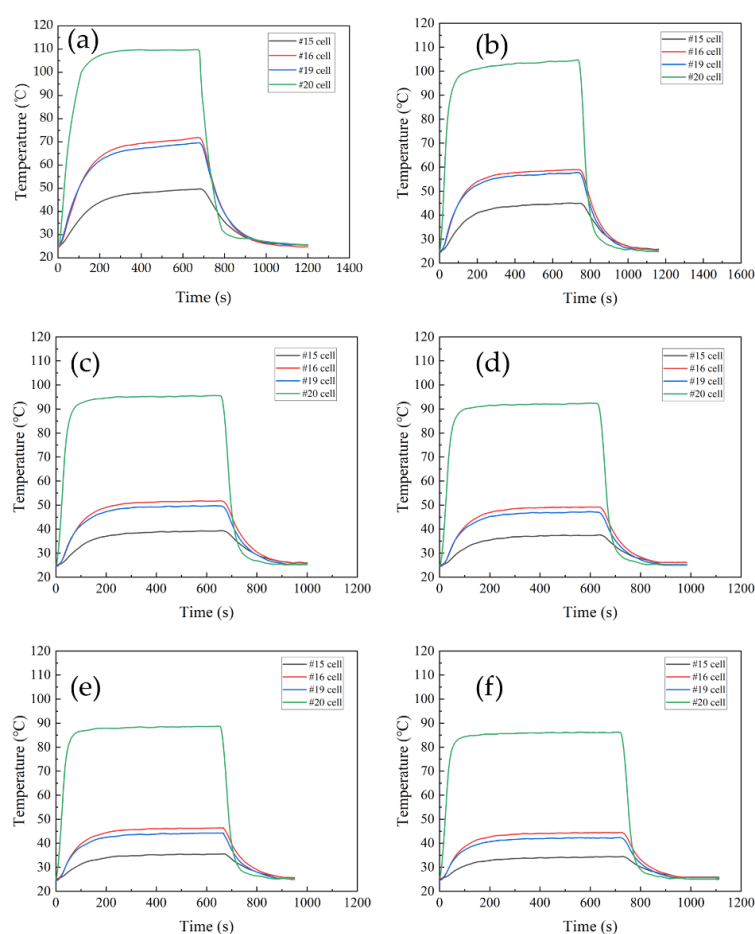 (a)
#15 cell
#16 cell
#19 cell
#20 cell
Temperature (℃)
120
110
100
90
80
70
60
50
40
30
20
0 200 400 600 800 1000 1200 1400
Time (s)
(b)
#15 cell
#16 cell
#19 cell
#20 cell
Temperature (℃)
120
110
100
90
80
70
60
50
40
30
20
0 200 400 600 800 1000 1200 1400 1600
Time (s)
(c)
#15 cell
#16 cell
#19 cell
#20 cell
Temperature (℃)
120
110
100
90
80
70
60
50
40
30
20
0 200 400 600 800 1000 1200
Time (s)
(d)
#15 cell
#16 cell
#19 cell
#20 cell
Temperature (℃)
120
110
100
90
80
70
60
50
40
30
20
0 200 400 600 800 1000 1200
Time (s)
(e)
#15 cell
#16 cell
#19 cell
#20 cell
Temperature (℃)
120
110
100
90
80
70
60
50
40
30
20
0 200 400 600 800 1000 1200
Time (s)
(f)
#15 cell
#16 cell
#19 cell
#20 cell
Temperature (℃)
120
110
100
90
80
70
60
50
40
30
20
0 200 400 600 800 1000 1200
Time (s)